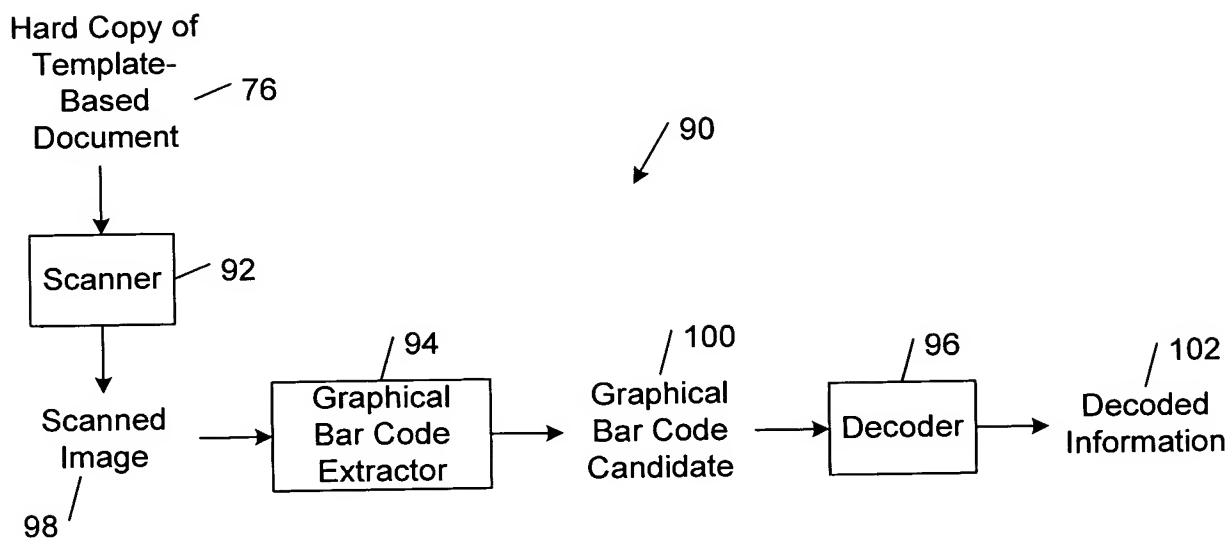 Hard Copy of
Template-
Based
Document
76
90
Scanner
92
Scanned
Image
98
94
Graphical
Bar Code
Extractor
100
Graphical
Bar Code
Candidate
96
Decoder
102
Decoded
Information